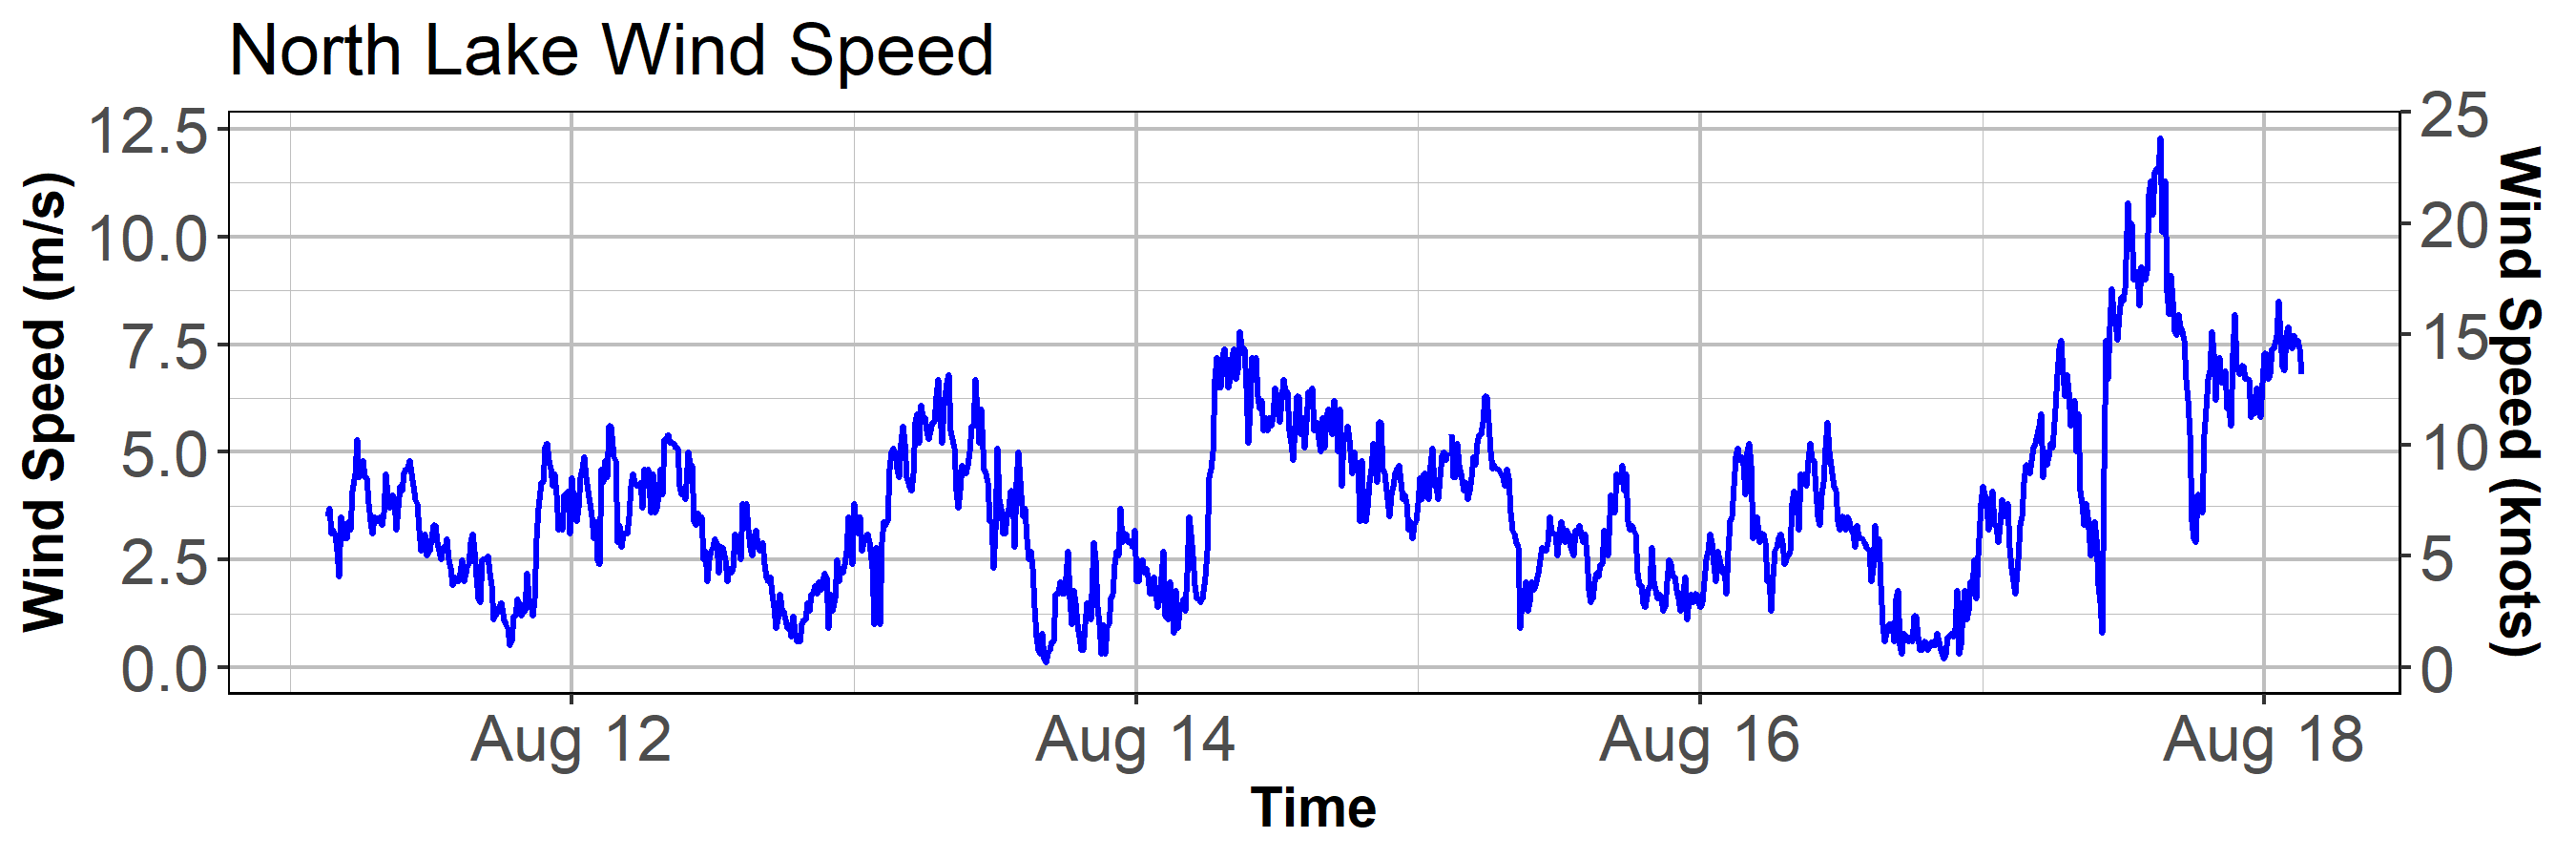 North Lake Wind Speed
12.5
10.0
7.5
5.0
2.5
0.0
Wind Speed (m/s)
25
20
15
10
5
0
Wind Speed (knots)
Aug 12
Aug 14
Aug 16
Aug 18
Time